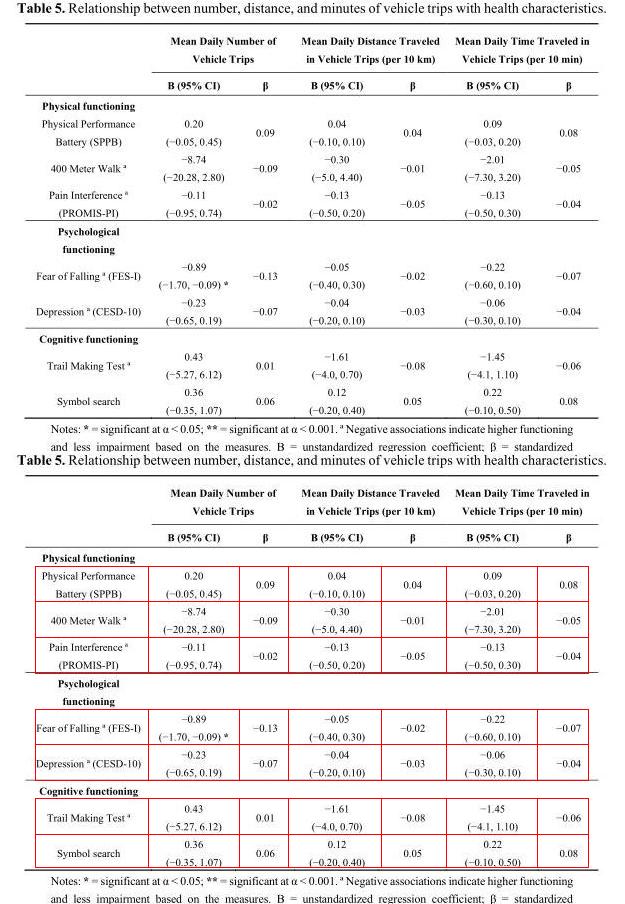 Table 5. Relationship between number, distance, and minutes of vehicle trips with health characteristics.
Mean Daily Number of Mean Daily Distance Traveled Mean Daily Time Traveled in
Vehicle Trips in Vehicle Trips (per 10 km) Vehicle Trips (per 10 min)
B (95% CI) β B (95% CI) β B (95% CI) β
Physical functioning
Physical Performance 0.20 0.04 0.09
0.09 0.04 0.08
Battery (SPPB) (−0.05, 0.45) (−0.10, 0.10) (−0.03, 0.20)
−8.74 −0.30 −2.01
400 Meter Walk ᵃ −0.09 −0.01 −0.05
(−20.28, 2.80) (−5.0, 4.40) (−7.30, 3.20)
Pain Interference ᵃ −0.11 −0.13 −0.13
−0.02 −0.05 −0.04
(PROMIS-PI) (−0.95, 0.74) (−0.50, 0.20) (−0.50, 0.30)
Psychological
functioning
−0.89 −0.05 −0.22
Fear of Falling ᵃ (FES-I) −0.13 −0.02 −0.07
(−1.70, −0.09) * (−0.40, 0.30) (−0.60, 0.10)
−0.23 −0.04 −0.06
Depression ᵃ (CESD-10) −0.07 −0.03 −0.04
(−0.65, 0.19) (−0.20, 0.10) (−0.30, 0.10)
Cognitive functioning
0.43 −1.61 −1.45
Trail Making Test ᵃ 0.01 −0.08 −0.06
(−5.27, 6.12) (−4.0, 0.70) (−4.1, 1.10)
0.36 0.12 0.22
Symbol search 0.06 0.05 0.08
(−0.35, 1.07) (−0.20, 0.40) (−0.10, 0.50)
Notes: * = significant at α < 0.05; ** = significant at α < 0.001. ᵃ Negative associations indicate higher functioning
and less impairment based on the measures. B = unstandardized regression coefficient; β = standardized
Table 5. Relationship between number, distance, and minutes of vehicle trips with health characteristics.
Mean Daily Number of Mean Daily Distance Traveled Mean Daily Time Traveled in
Vehicle Trips in Vehicle Trips (per 10 km) Vehicle Trips (per 10 min)
B (95% CI) β B (95% CI) β B (95% CI) β
Physical functioning
Physical Performance 0.20 0.04 0.09
0.09 0.04 0.08
Battery (SPPB) (−0.05, 0.45) (−0.10, 0.10) (−0.03, 0.20)
−8.74 −0.30 −2.01
400 Meter Walk ᵃ −0.09 −0.01 −0.05
(−20.28, 2.80) (−5.0, 4.40) (−7.30, 3.20)
Pain Interference ᵃ −0.11 −0.13 −0.13
−0.02 −0.05 −0.04
(PROMIS-PI) (−0.95, 0.74) (−0.50, 0.20) (−0.50, 0.30)
Psychological
functioning
−0.89 −0.05 −0.22
Fear of Falling ᵃ (FES-I) −0.13 −0.02 −0.07
(−1.70, −0.09) * (−0.40, 0.30) (−0.60, 0.10)
−0.23 −0.04 −0.06
Depression ᵃ (CESD-10) −0.07 −0.03 −0.04
(−0.65, 0.19) (−0.20, 0.10) (−0.30, 0.10)
Cognitive functioning
0.43 −1.61 −1.45
Trail Making Test ᵃ 0.01 −0.08 −0.06
(−5.27, 6.12) (−4.0, 0.70) (−4.1, 1.10)
0.36 0.12 0.22
Symbol search 0.06 0.05 0.08
(−0.35, 1.07) (−0.20, 0.40) (−0.10, 0.50)
Notes: * = significant at α < 0.05; ** = significant at α < 0.001. ᵃ Negative associations indicate higher functioning
and less impairment based on the measures. B = unstandardized regression coefficient; β = standardized